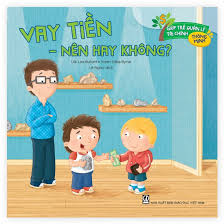 GIÚP TRẺ QUẢN LÝ
TÀI CHÍNH
THÔNG MINH
VAY TIỀN
– NÊN HAY KHÔNG?
NHÀ XUẤT BẢN GIÁO DỤC VIỆT NAM